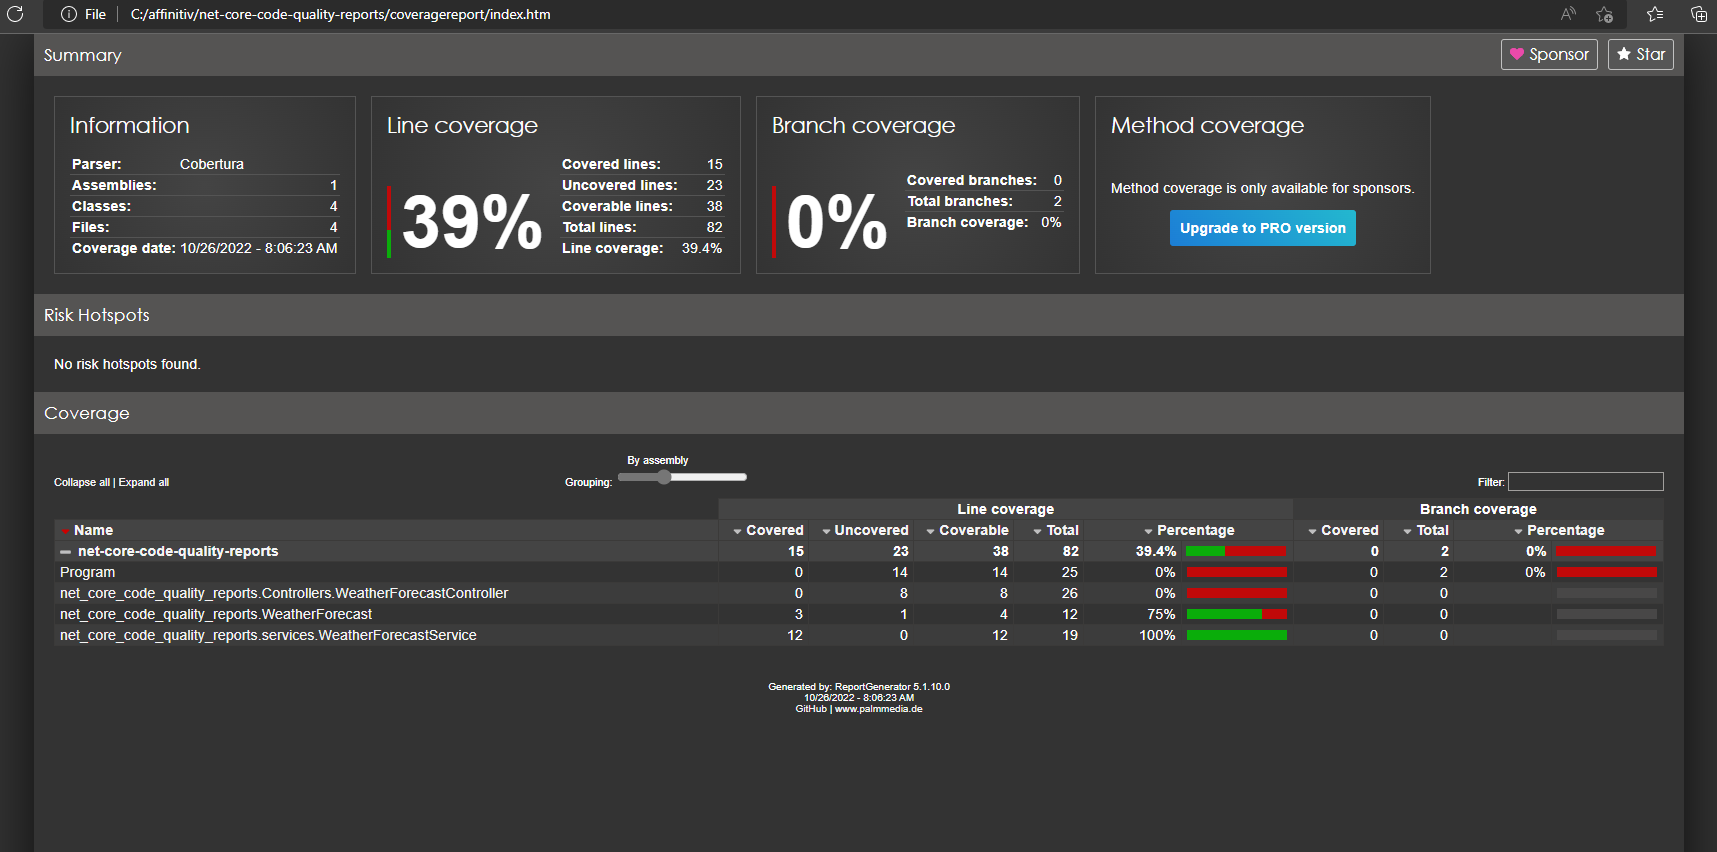 File C:/affinitiv/net-core-code-quality-reports/coveragereport/index.htm
Summary
Sponsor
Star
Information
Parser: Cobertura
Assemblies: 1
Classes: 4
Files: 4
Coverage date: 10/26/2022 - 8:06:23 AM
Line coverage
39%
Covered lines: 15
Uncovered lines: 23
Coverable lines: 38
Total lines: 82
Line coverage: 39.4%
Branch coverage
0%
Covered branches: 0
Total branches: 2
Branch coverage: 0%
Method coverage
Method coverage is only available for sponsors.
Upgrade to PRO version
Risk Hotspots
No risk hotspots found.
Coverage
Collapse all | Expand all
By assembly
Grouping:
Filter:
Line coverage Branch coverage
Name Covered Uncovered Coverable Total Percentage Covered Total Percentage
net-core-code-quality-reports 15 23 38 82 39.4% 0 2 0%
Program 0 14 14 25 0% 0 2 0%
net_core_code_quality_reports.Controllers.WeatherForecastController 0 8 8 26 0% 0 0
net_core_code_quality_reports.WeatherForecast 3 1 4 12 75% 0 0
net_core_code_quality_reports.services.WeatherForecastService 12 0 12 19 100% 0 0
Generated by: ReportGenerator 5.1.10.0
10/26/2022 - 8:06:23 AM
GitHub | www.palmmedia.de